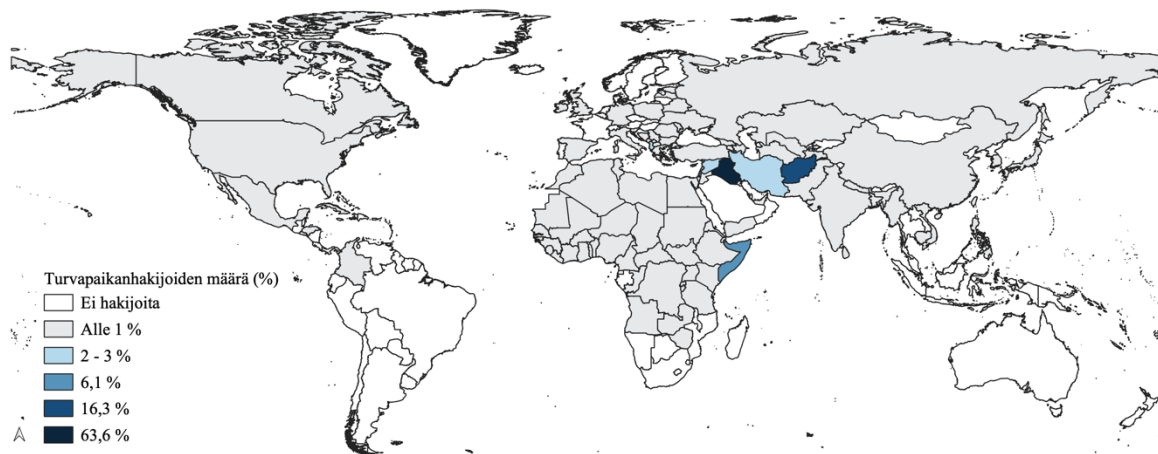 Turvapaikanhakijoiden määrä (%)
Ei hakijoita
Alle 1 %
2 - 3 %
6,1 %
16,3 %
63,6 %